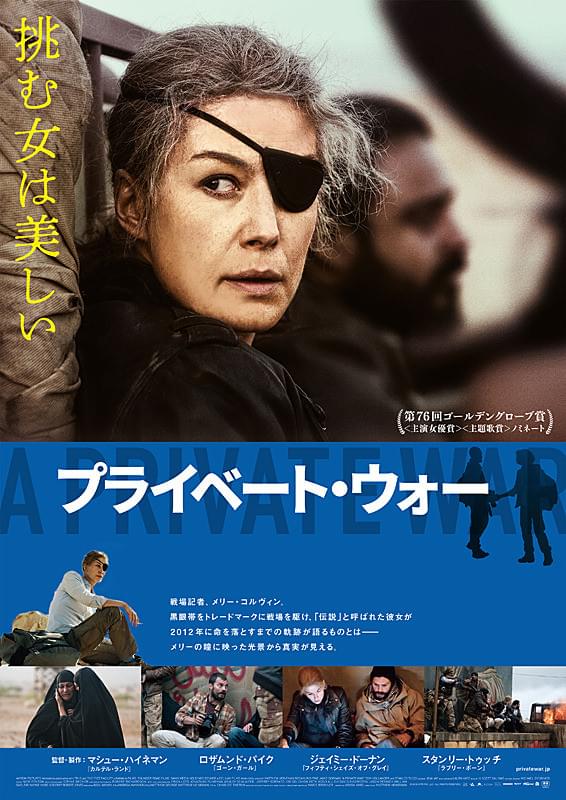 挑む女は美しい
第76回ゴールデングローブ賞
<主演女優賞><主題歌賞>ノミネート
A PRIVATE WAR
プライベート・ウォー
戦場記者、メリー・コルヴィン。
黒眼帯をトレードマークに戦場を駆け、「伝説」と呼ばれた彼女が
2012年に命を落とすまでの軌跡が語るものとは——
メリーの瞳に映った光景から真実が見える。
監督・製作：マシュー・ハイネマン
「カルテル・ランド」
ロザムンド・パイク
「ゴーン・ガール」
ジェイミー・ドーナン
「フィフティ・シェイズ・オブ・グレイ」
スタンリー・トゥッチ
「ラブリー・ボーン」
privatewar.jp